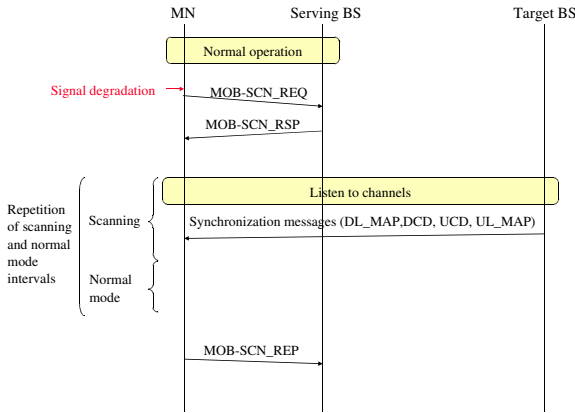 MN
Serving BS
Target BS
Normal operation
Signal degradation
MOB-SCN_REQ
MOB-SCN_RSP
Listen to channels
Repetition
of scanning
and normal
mode
intervals
Scanning
Synchronization messages (DL_MAP,DCD, UCD, UL_MAP)
Normal
mode
MOB-SCN_REP